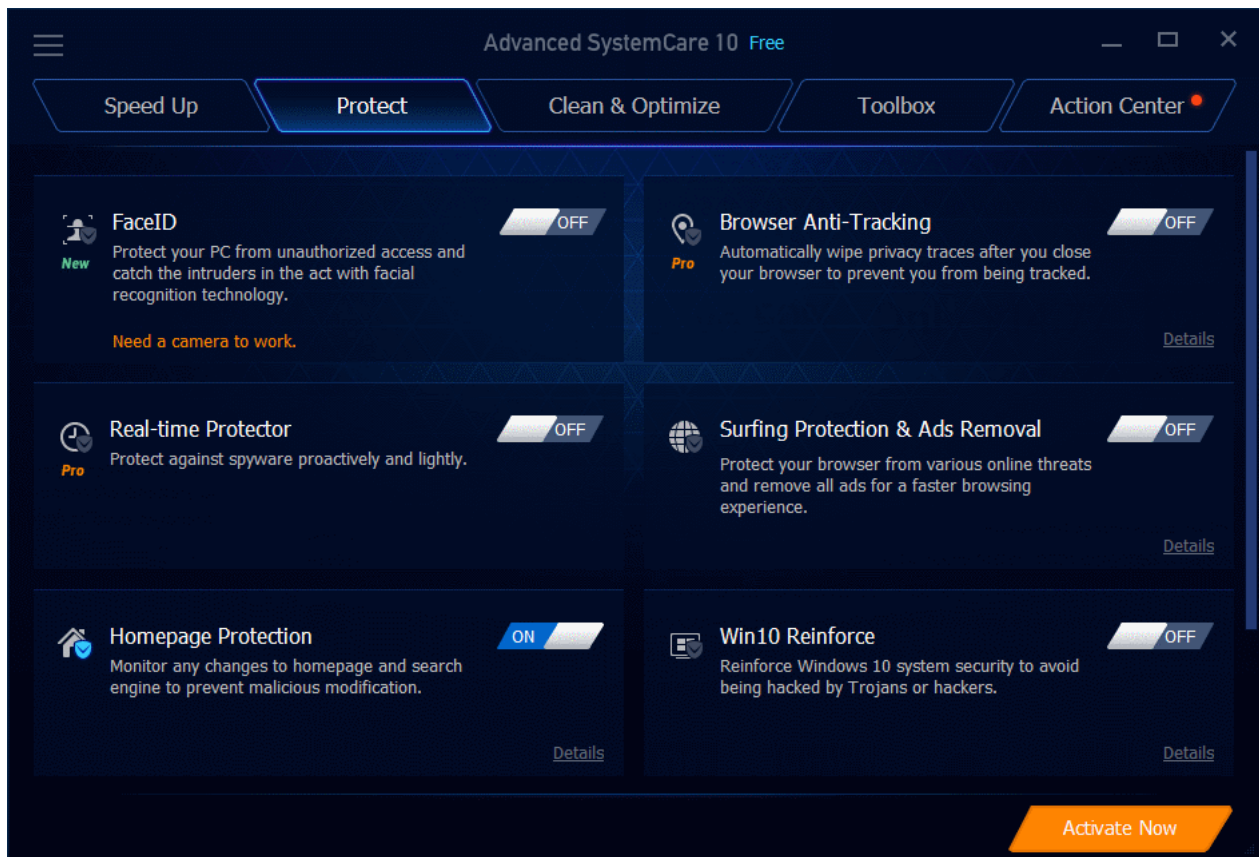 Advanced SystemCare 10 Free
Speed Up
Protect
Clean & Optimize
Toolbox
Action Center
FaceID
OFF
New
Protect your PC from unauthorized access and
catch the intruders in the act with facial
recognition technology.
Need a camera to work.
Browser Anti-Tracking
OFF
Pro
Automatically wipe privacy traces after you close
your browser to prevent you from being tracked.
Details
Real-time Protector
OFF
Pro
Protect against spyware proactively and lightly.
Surfing Protection & Ads Removal
OFF
Protect your browser from various online threats
and remove all ads for a faster browsing
experience.
Details
Homepage Protection
ON
Monitor any changes to homepage and search
engine to prevent malicious modification.
Details
Win10 Reinforce
OFF
Reinforce Windows 10 system security to avoid
being hacked by Trojans or hackers.
Details
Activate Now